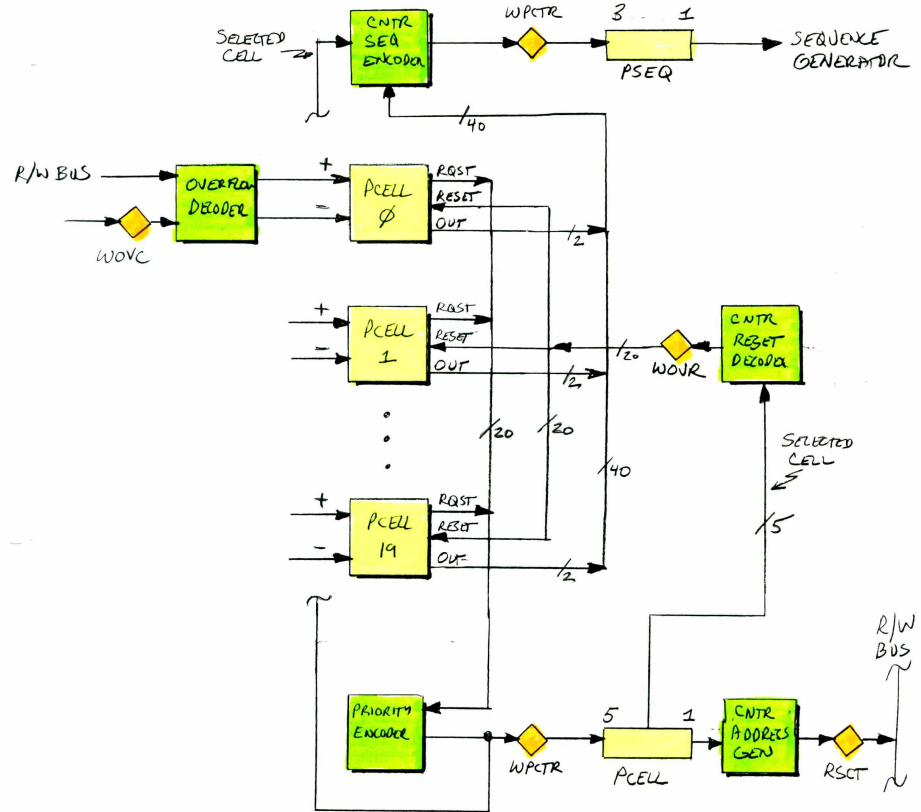 WPCTR
3 . . . 1
CNTR
SEQ
ENCODER
SELECTED
CELL
SEQUENCE
GENERATOR
PSEQ
/40
R/W BUS
OVERFLOW
DECODER
+
-
PCELL
Ø
RQST
RESET
OUT
/2
WOVC
+
-
PCELL
1
RQST
RESET
OUT
/2
/20
WOVR
CNTR
RESET
DECODER
/20
/20
/40
SELECTED
CELL
/5
+
-
PCELL
19
RQST
RESET
OUT
/2
R/W
BUS
PRIORITY
ENCODER
WPCTR
5
1
PCELL
CNTR
ADDRESS
GEN
RSCT